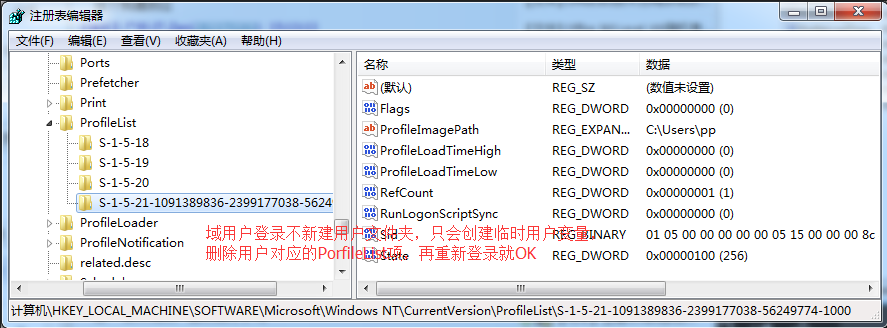 注册表编辑器
文件(F) 编辑(E) 查看(V) 收藏夹(A) 帮助(H)
Ports
Prefetcher
Print
ProfileList
S-1-5-18
S-1-5-19
S-1-5-20
S-1-5-21-1091389836-2399177038-56249
ProfileLoader
ProfileNotification
related.desc
名称 类型 数据
(默认) REG_SZ (数值未设置)
Flags REG_DWORD 0x00000000 (0)
ProfileImagePath REG_EXPAN... C:\Users\pp
ProfileLoadTimeHigh REG_DWORD 0x00000000 (0)
ProfileLoadTimeLow REG_DWORD 0x00000000 (0)
RefCount REG_DWORD 0x00000001 (1)
RunLogonScriptSync REG_DWORD 0x00000000 (0)
Sid REG_BINARY 01 05 00 00 00 00 00 05 15 00 00 00 8c
State REG_DWORD 0x00000100 (256)
域用户登录不新建用户文件夹，只会创建临时用户变量，
删除用户对应的PorfileList项，再重新登录就OK
计算机\HKEY_LOCAL_MACHINE\SOFTWARE\Microsoft\Windows NT\CurrentVersion\ProfileList\S-1-5-21-1091389836-2399177038-56249774-1000